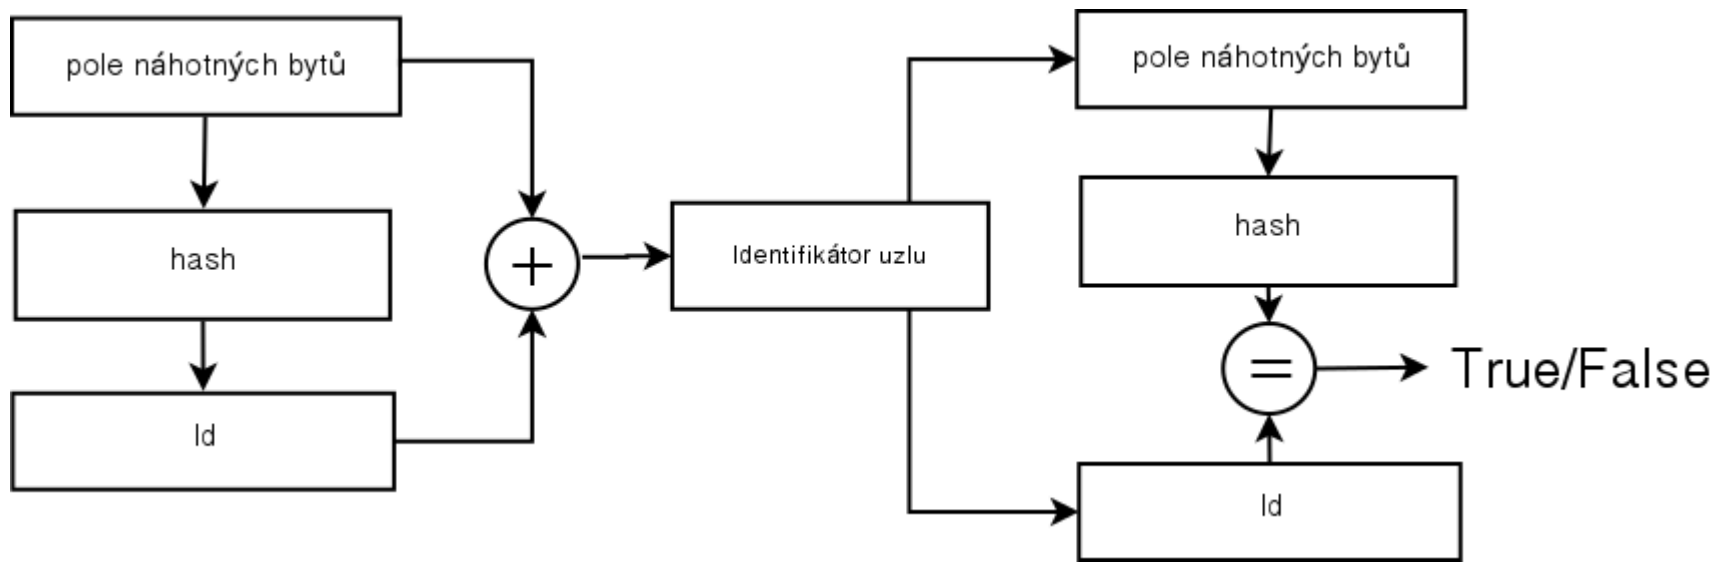 pole náhotných bytů
hash
Id
+
Identifikátor uzlu
pole náhotných bytů
hash
=
True/False
Id